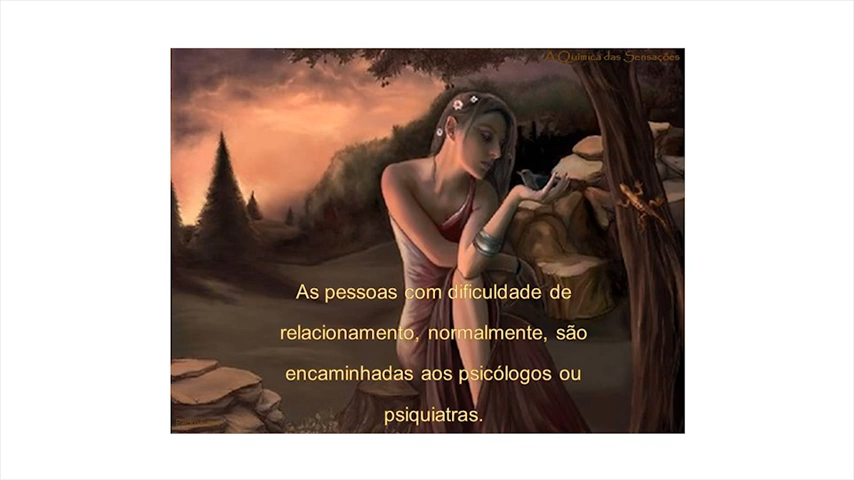 A Química das Sensações
As pessoas com dificuldade de
relacionamento, normalmente, são
encaminhadas aos psicólogos ou
psiquiatras.